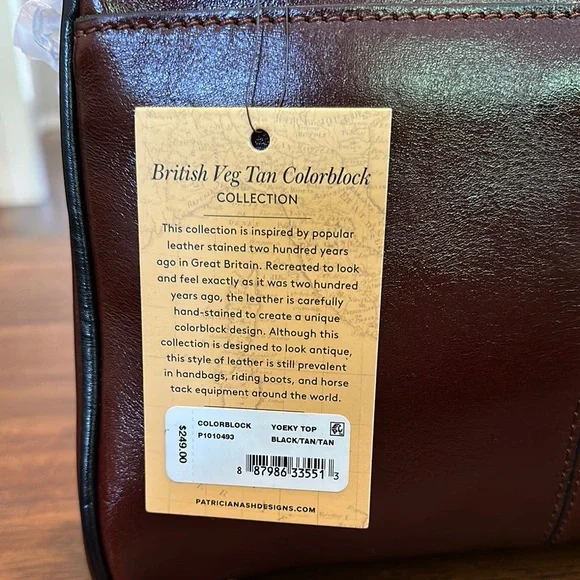 British Veg Tan Colorblock
COLLECTION
This collection is inspired by popular
leather stained two hundred years
ago in Great Britain. Recreated to look
and feel exactly as it was two hundred
years ago, the leather is carefully
hand-stained to create a unique
colorblock design. Although this
collection is designed to look antique,
this style of leather is still prevalent
in handbags, riding boots, and horse
tack equipment around the world.
$249.00
COLORBLOCK YOEKY TOP
P1010493 BLACK/TAN/TAN
8 87986 33551 3
PATRICIANASHDESIGNS.COM